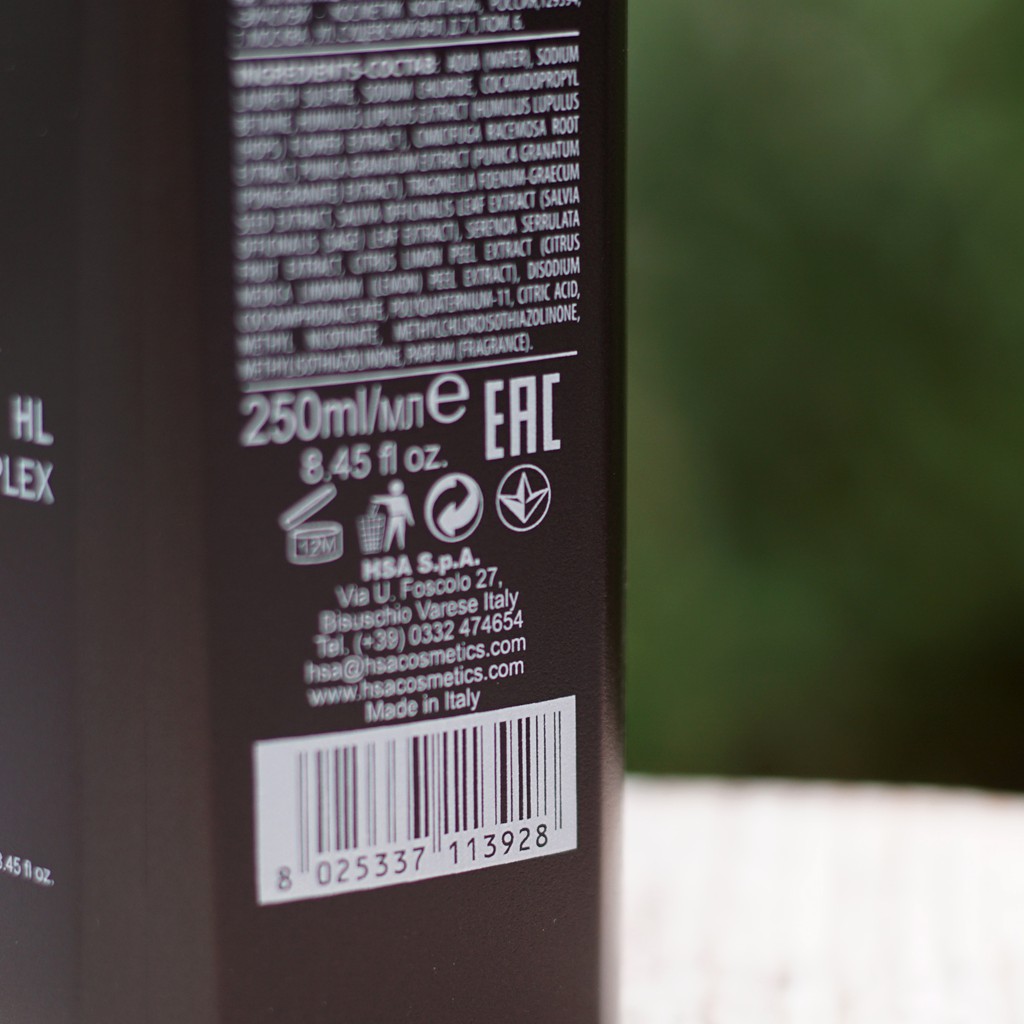 INGREDIENTS-СОСТАВ: AQUA (WATER), SODIUM
LAURETH SULFATE, SODIUM CHLORIDE, COCAMIDOPROPYL
BETAINE, HUMULUS LUPULUS EXTRACT (HUMULUS LUPULUS
(HOPS) FLOWER EXTRACT), CIMICIFUGA RACEMOSA ROOT
EXTRACT, PUNICA GRANATUM EXTRACT (PUNICA GRANATUM
(POMEGRANATE) EXTRACT), TRIGONELLA FOENUM-GRAECUM
SEED EXTRACT, SALVIA OFFICINALIS LEAF EXTRACT (SALVIA
OFFICINALIS (SAGE) LEAF EXTRACT), SERENOA SERRULATA
FRUIT EXTRACT, CITRUS LIMON PEEL EXTRACT (CITRUS
MEDICA LIMONUM (LEMON) PEEL EXTRACT), DISODIUM
COCOAMPHODIACETATE, POLYQUATERNIUM-11, CITRIC ACID,
METHYL NICOTINATE, METHYLCHLOROISOTHIAZOLINONE,
METHYLISOTHIAZOLINONE, PARFUM (FRAGRANCE).
250ml/мл e EAC
8.45 fl oz.
12M
HSA S.p.A.
Via U. Foscolo 27,
Bisuschio Varese Italy
Tel. (+39) 0332 474654
hsa@hsacosmetics.com
www.hsacosmetics.com
Made in Italy
8 025337 113928
HL
PLEX
8.45 fl oz.